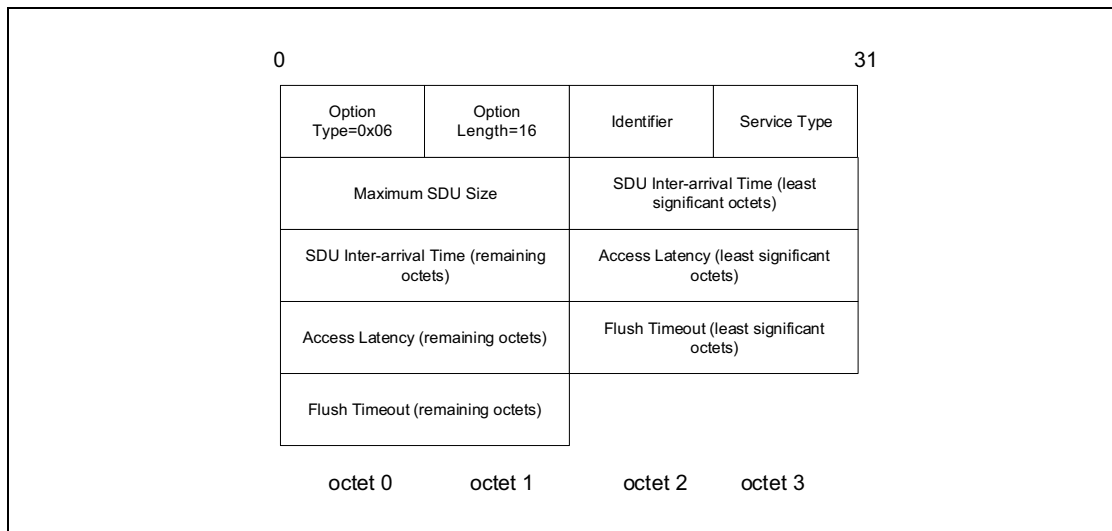 0 31
Option
Type=0x06
Option
Length=16
Identifier
Service Type
Maximum SDU Size
SDU Inter-arrival Time (least
significant octets)
SDU Inter-arrival Time (remaining
octets)
Access Latency (least significant
octets)
Access Latency (remaining octets)
Flush Timeout (least significant
octets)
Flush Timeout (remaining octets)
octet 0 octet 1 octet 2 octet 3